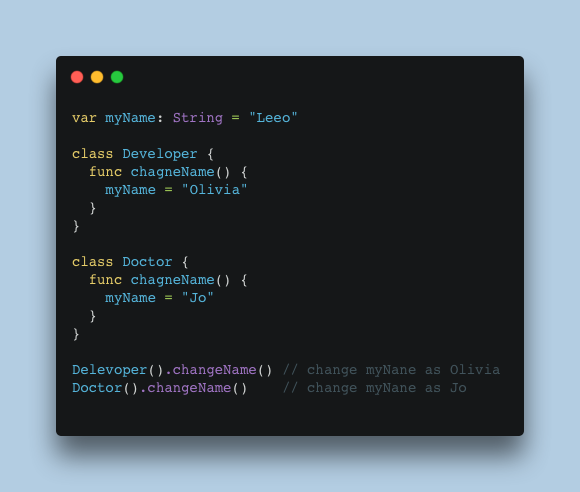 var myName: String = "Leeo"
class Developer {
func chagneName() {
myName = "Olivia"
}
}
class Doctor {
func chagneName() {
myName = "Jo"
}
}
Delevoper().changeName() // change myNane as Olivia
Doctor().changeName() // change myNane as Jo